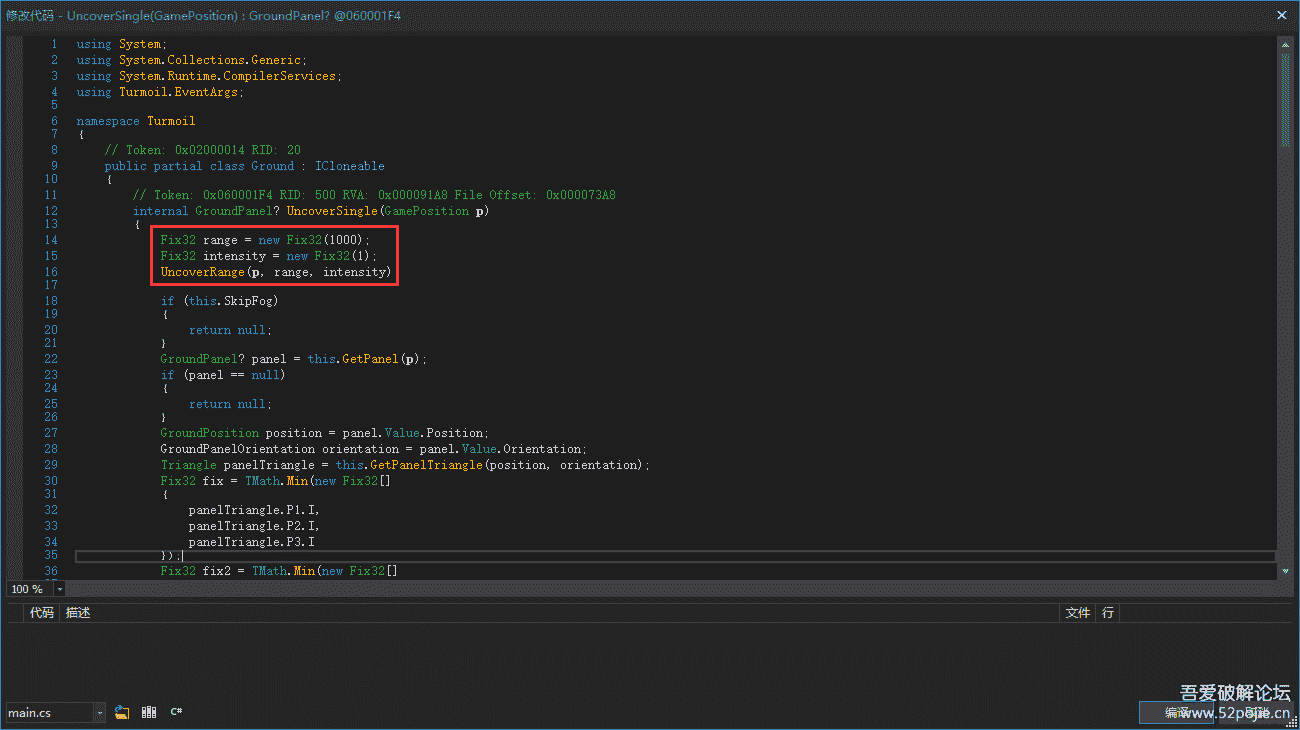 修改代码 - UncoverSingle(GamePosition) : GroundPanel? @060001F4
1 using System;
2 using System.Collections.Generic;
3 using System.Runtime.CompilerServices;
4 using Turmoil.EventArgs;
5
6 namespace Turmoil
7 {
8 // Token: 0x02000014 RID: 20
9 public partial class Ground : ICloneable
10 {
11 // Token: 0x060001F4 RID: 500 RVA: 0x000091A8 File Offset: 0x000073A8
12 internal GroundPanel? UncoverSingle(GamePosition p)
13 {
14 Fix32 range = new Fix32(1000);
15 Fix32 intensity = new Fix32(1);
16 UncoverRange(p, range, intensity)
17
18 if (this.SkipFog)
19 {
20 return null;
21 }
22 GroundPanel? panel = this.GetPanel(p);
23 if (panel == null)
24 {
25 return null;
26 }
27 GroundPosition position = panel.Value.Position;
28 GroundPanelOrientation orientation = panel.Value.Orientation;
29 Triangle panelTriangle = this.GetPanelTriangle(position, orientation);
30 Fix32 fix = TMath.Min(new Fix32[]
31 {
32 panelTriangle.P1.I,
33 panelTriangle.P2.I,
34 panelTriangle.P3.I
35 });
36 Fix32 fix2 = TMath.Min(new Fix32[]
100 %
代码 描述 文件 行
main.cs C#
吾爱破解论坛
www.52pojie.cn